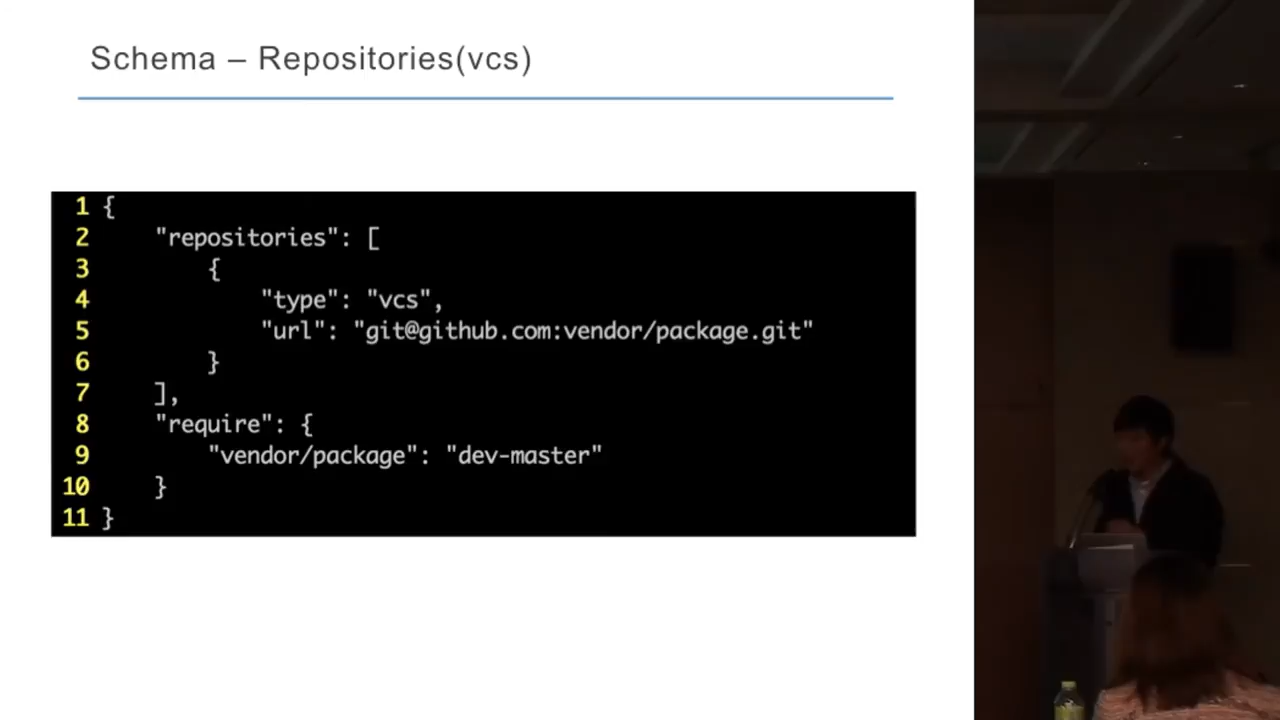 Schema – Repositories(vcs)
1 {
2     "repositories": [
3         {
4             "type": "vcs",
5             "url": "git@github.com:vendor/package.git"
6         }
7     ],
8     "require": {
9         "vendor/package": "dev-master"
10     }
11 }